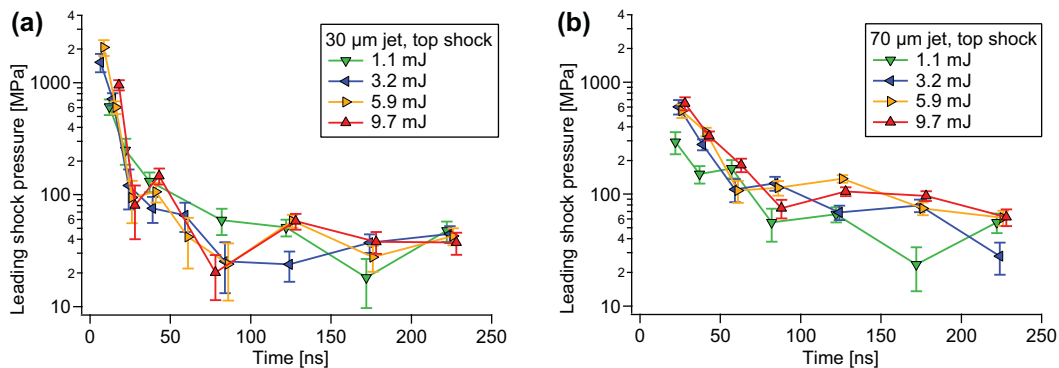 (a)
Leading shock pressure [MPa]
4
2
1000
6
4
2
100
6
4
2
10
0
50
100
150
200
250
Time [ns]
30 µm jet, top shock
1.1 mJ
3.2 mJ
5.9 mJ
9.7 mJ
(b)
Leading shock pressure [MPa]
4
2
1000
6
4
2
100
6
4
2
10
0
50
100
150
200
250
Time [ns]
70 µm jet, top shock
1.1 mJ
3.2 mJ
5.9 mJ
9.7 mJ